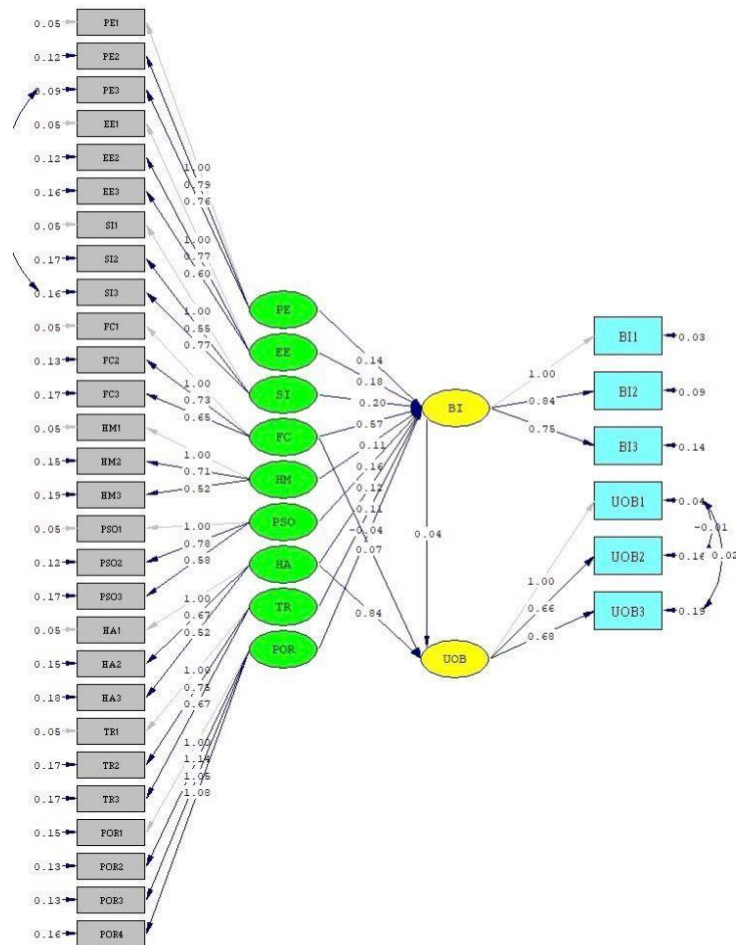 0.05 PE1
0.12 PE2
0.09 PE3
0.05 EE1
0.12 EE2
0.16 EE3
0.05 SI1
0.17 SI2
0.16 SI3
0.05 FC1
0.13 FC2
0.17 FC3
0.05 HM1
0.15 HM2
0.19 HM3
0.05 PSO1
0.12 PSO2
0.17 PSO3
0.05 HA1
0.15 HA2
0.18 HA3
0.05 TR1
0.17 TR2
0.17 TR3
0.15 POR1
0.13 POR2
0.13 POR3
0.16 POR4
1.00
0.79
0.76
1.00
0.77
0.60
1.00
0.55
0.77
1.00
0.73
0.65
1.00
0.71
0.52
1.00
0.78
0.58
1.00
0.67
0.52
1.00
0.75
0.67
1.00
1.14
1.05
1.08
PE
EE
SI
FC
HM
PSO
HA
TR
POR
0.14
0.18
0.20
0.57
0.11
0.16
0.12
0.11
-0.04
0.07
0.84
0.04
BI
UOB
1.00
0.84
0.75
1.00
0.66
0.68
BI1 0.03
BI2 0.09
BI3 0.14
UOB1 0.04
-0.01
UOB2 0.16
0.02
UOB3 0.19